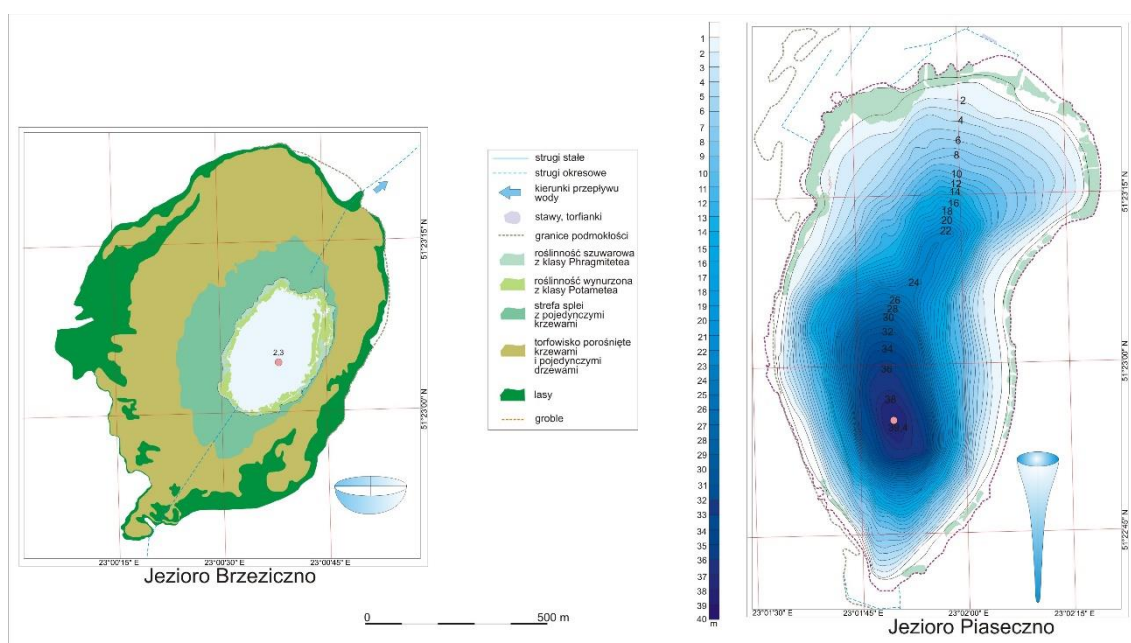 51°23'15" N
51°23'00" N
2,3
23°00'15" E
23°00'30" E
23°00'45" E
Jezioro Brzeziczno
strugi stałe
strugi okresowe
kierunki przepływu
wody
stawy, torfianki
granice podmokłości
roślinność szuwarowa
z klasy Phragmitetea
roślinność wynurzona
z klasy Potametea
strefa splei
z pojedynczymi
krzewami
torfowisko porośnięte
krzewami
i pojedynczymi
drzewami
lasy
groble
0 500 m
1
2
3
4
5
6
7
8
9
10
11
12
13
14
15
16
17
18
19
20
21
22
23
24
25
26
27
28
29
30
31
32
33
34
35
36
37
38
39
40
m
2
4
6
8
10
12
14
16
18
20
22
24
26
28
30
32
34
36
38
51°23'15" N
51°23'00" N
51°22'45" N
23°01'30" E
23°01'45" E
23°02'00" E
23°02'15" E
Jezioro Piaseczno